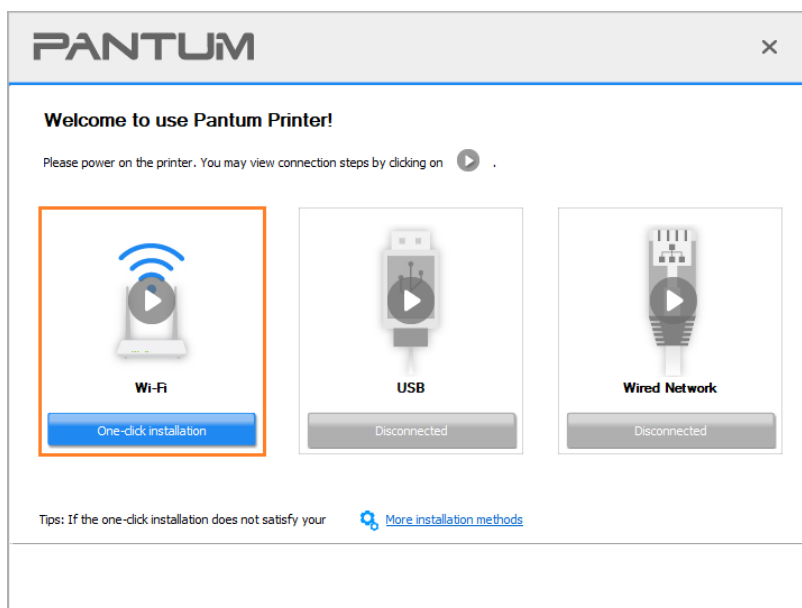 PANTUM
Welcome to use Pantum Printer!
Please power on the printer. You may view connection steps by clicking on .
Wi-Fi
USB
Wired Network
One-click installation
Disconnected
Disconnected
Tips: If the one-click installation does not satisfy your More installation methods